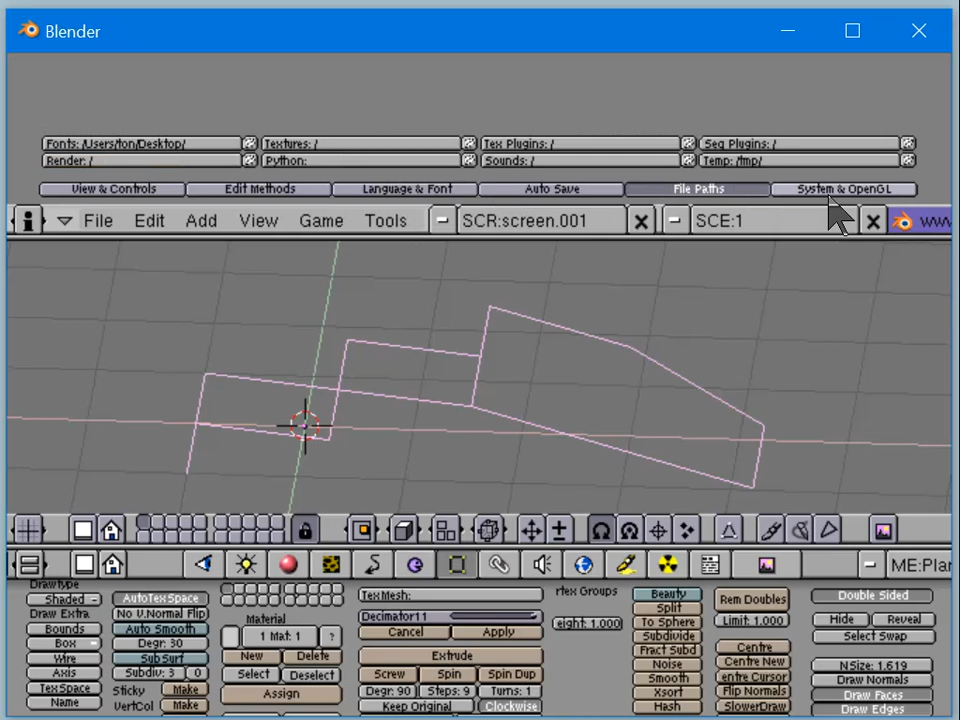 Blender
Fonts: /Users/ton/Desktop/ Textures: / Tex Plugins: / Seq Plugins: /
Render: / Python: Sounds: / Temp: /tmp/
View & Controls Edit Methods Language & Font Auto Save File Paths System & OpenGL
File Edit Add View Game Tools SCR:screen.001 SCE:1 www
ME:Plan
Drawtype
Shaded
Draw Extra
Bounds
Box
Wire
Axis
TexSpace
Name
AutoTexSpace
No V.Normal Flip
Auto Smooth
Degr: 30
SubSurf
Subdiv: 3 0
Sticky Make
VertCol Make
Material
1 Mat: 1 ?
New Delete
Select Deselect
Assign
TexMesh:
Decimator11
Cancel Apply
Extrude
Screw Spin Spin Dup
Degr: 90 Steps: 9 Turns: 1
Keep Original Clockwise
rtex Groups
eight: 1.000
Beauty
Split
To Sphere
Subdivide
Fract Subd
Noise
Smooth
Xsort
Hash
Rem Doubles
Limit: 1.000
Centre
Centre New
entre Cursor
Flip Normals
SlowerDraw
Double Sided
Hide Reveal
Select Swap
NSize: 1.619
Draw Normals
Draw Faces
Draw Edges